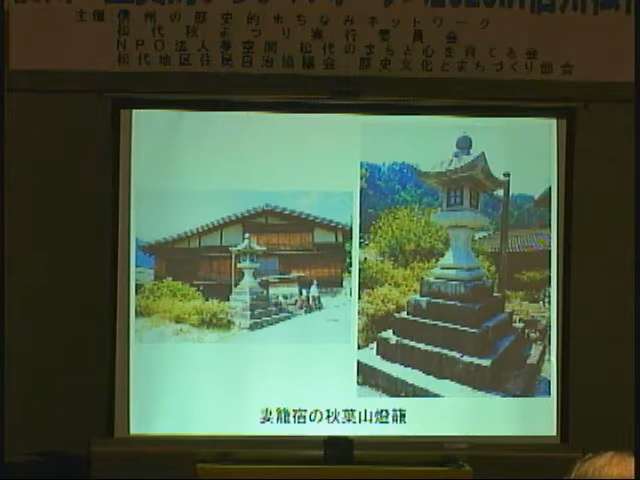 主催 信州の歴史的まちなみネットワーク
松代秋まつり実行委員会
NPO法人夢空間 松代のまちと心を育てる会
松代地区住民自治協議会 歴史文化とまちづくり部会
妻籠宿の秋葉山燈籠